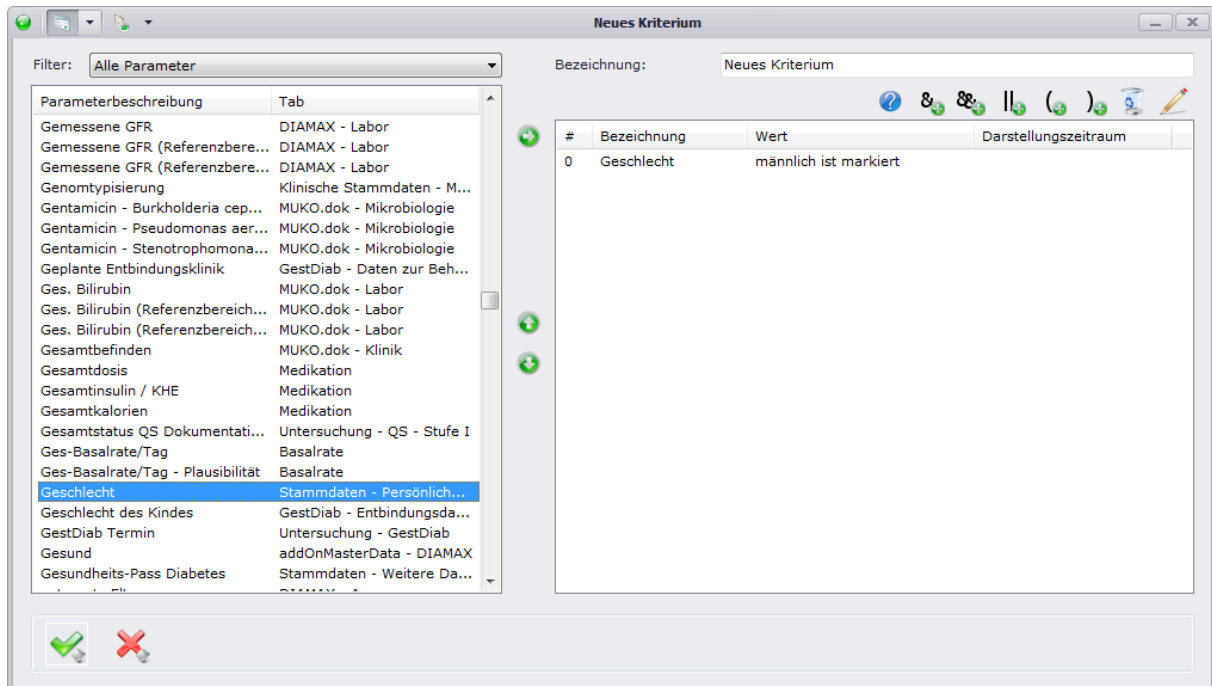 Neues Kriterium
Filter: Alle Parameter
Bezeichnung: Neues Kriterium
Parameterbeschreibung Tab
Gemessene GFR DIAMAX - Labor
Gemessene GFR (Referenzbere... DIAMAX - Labor
Gemessene GFR (Referenzbere... DIAMAX - Labor
Genomtypisierung Klinische Stammdaten - M...
Gentamicin - Burkholderia cep... MUKO.dok - Mikrobiologie
Gentamicin - Pseudomonas aer... MUKO.dok - Mikrobiologie
Gentamicin - Stenotrophomona... MUKO.dok - Mikrobiologie
Geplante Entbindungsklinik GestDiab - Daten zur Beh...
Ges. Bilirubin MUKO.dok - Labor
Ges. Bilirubin (Referenzbereich... MUKO.dok - Labor
Ges. Bilirubin (Referenzbereich... MUKO.dok - Labor
Gesamtbefinden MUKO.dok - Klinik
Gesamtdosis Medikation
Gesamtinsulin / KHE Medikation
Gesamtkalorien Medikation
Gesamtstatus QS Dokumentati... Untersuchung - QS - Stufe I
Ges-Basalrate/Tag Basalrate
Ges-Basalrate/Tag - Plausibilität Basalrate
Geschlecht Stammdaten - Persönlich...
Geschlecht des Kindes GestDiab - Entbindungsda...
GestDiab Termin Untersuchung - GestDiab
Gesund addOnMasterData - DIAMAX
Gesundheits-Pass Diabetes Stammdaten - Weitere Da...
? & && || ( )
# Bezeichnung Wert Darstellungszeitraum
0 Geschlecht männlich ist markiert